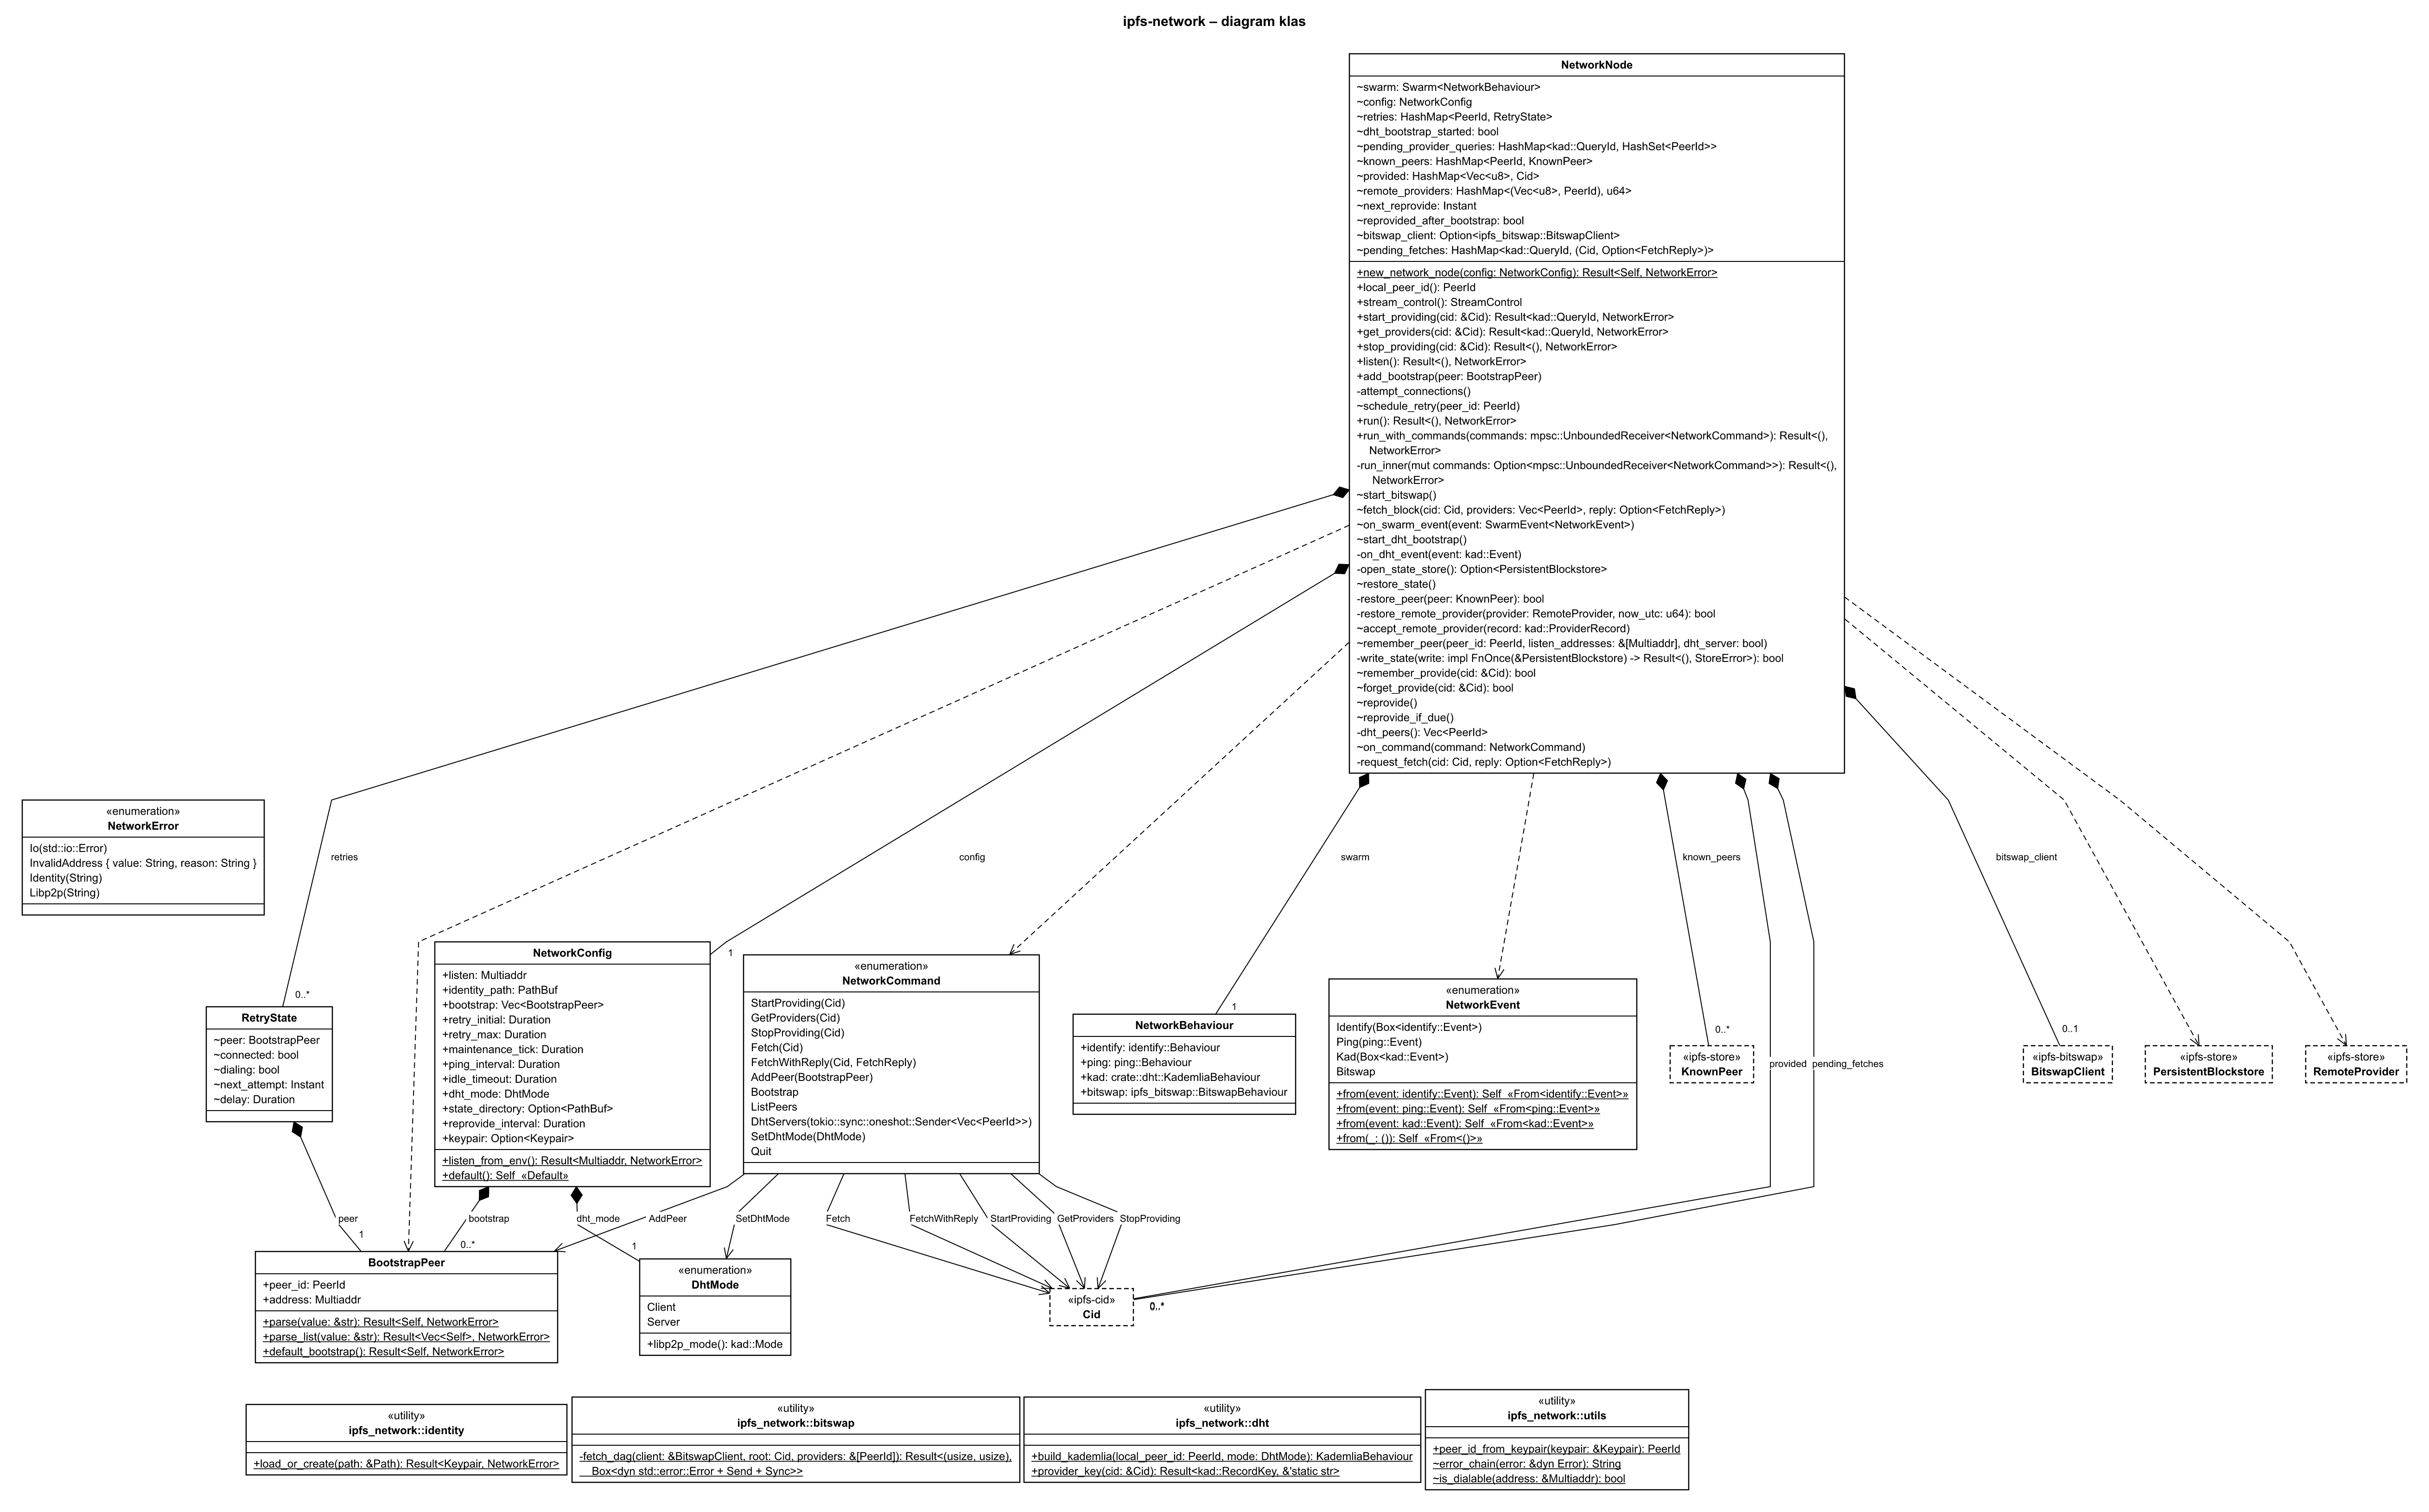 ipfs-network – diagram klas
NetworkNode
~swarm: Swarm<NetworkBehaviour>
~config: NetworkConfig
~retries: HashMap<PeerId, RetryState>
~dht_bootstrap_started: bool
~pending_provider_queries: HashMap<kad::QueryId, HashSet<PeerId>>
~known_peers: HashMap<PeerId, KnownPeer>
~provided: HashMap<Vec<u8>, Cid>
~remote_providers: HashMap<(Vec<u8>, PeerId), u64>
~next_reprovide: Instant
~reprovided_after_bootstrap: bool
~bitswap_client: Option<ipfs_bitswap::BitswapClient>
~pending_fetches: HashMap<kad::QueryId, (Cid, Option<FetchReply>)>
+new_network_node(config: NetworkConfig): Result<Self, NetworkError>
+local_peer_id(): PeerId
+stream_control(): StreamControl
+start_providing(cid: &Cid): Result<kad::QueryId, NetworkError>
+get_providers(cid: &Cid): Result<kad::QueryId, NetworkError>
+stop_providing(cid: &Cid): Result<(), NetworkError>
+listen(): Result<(), NetworkError>
+add_bootstrap(peer: BootstrapPeer)
-attempt_connections()
~schedule_retry(peer_id: PeerId)
+run(): Result<(), NetworkError>
+run_with_commands(commands: mpsc::UnboundedReceiver<NetworkCommand>): Result<(),
NetworkError>
-run_inner(mut commands: Option<mpsc::UnboundedReceiver<NetworkCommand>>): Result<(),
NetworkError>
~start_bitswap()
~fetch_block(cid: Cid, providers: Vec<PeerId>, reply: Option<FetchReply>)
~on_swarm_event(event: SwarmEvent<NetworkEvent>)
~start_dht_bootstrap()
-on_dht_event(event: kad::Event)
-open_state_store(): Option<PersistentBlockstore>
~restore_state()
-restore_peer(peer: KnownPeer): bool
-restore_remote_provider(provider: RemoteProvider, now_utc: u64): bool
~accept_remote_provider(record: kad::ProviderRecord)
~remember_peer(peer_id: PeerId, listen_addresses: &[Multiaddr], dht_server: bool)
-write_state(write: impl FnOnce(&PersistentBlockstore) -> Result<(), StoreError>): bool
~remember_provide(cid: &Cid): bool
~forget_provide(cid: &Cid): bool
~reprovide()
~reprovide_if_due()
-dht_peers(): Vec<PeerId>
~on_command(command: NetworkCommand)
-request_fetch(cid: Cid, reply: Option<FetchReply>)
«enumeration»
NetworkError
Io(std::io::Error)
InvalidAddress { value: String, reason: String }
Identity(String)
Libp2p(String)
retries
config
swarm
known_peers
bitswap_client
0..*
1
1
0..*
0..1
provided
pending_fetches
RetryState
~peer: BootstrapPeer
~connected: bool
~dialing: bool
~next_attempt: Instant
~delay: Duration
NetworkConfig
+listen: Multiaddr
+identity_path: PathBuf
+bootstrap: Vec<BootstrapPeer>
+retry_initial: Duration
+retry_max: Duration
+maintenance_tick: Duration
+ping_interval: Duration
+idle_timeout: Duration
+dht_mode: DhtMode
+state_directory: Option<PathBuf>
+reprovide_interval: Duration
+keypair: Option<Keypair>
+listen_from_env(): Result<Multiaddr, NetworkError>
+default(): Self «Default»
«enumeration»
NetworkCommand
StartProviding(Cid)
GetProviders(Cid)
StopProviding(Cid)
Fetch(Cid)
FetchWithReply(Cid, FetchReply)
AddPeer(BootstrapPeer)
Bootstrap
ListPeers
DhtServers(tokio::sync::oneshot::Sender<Vec<PeerId>>)
SetDhtMode(DhtMode)
Quit
NetworkBehaviour
+identify: identify::Behaviour
+ping: ping::Behaviour
+kad: crate::dht::KademliaBehaviour
+bitswap: ipfs_bitswap::BitswapBehaviour
«enumeration»
NetworkEvent
Identify(Box<identify::Event>)
Ping(ping::Event)
Kad(Box<kad::Event>)
Bitswap
+from(event: identify::Event): Self «From<identify::Event>»
+from(event: ping::Event): Self «From<ping::Event>»
+from(event: kad::Event): Self «From<kad::Event>»
+from(_: ()): Self «From<()>»
«ipfs-store»
KnownPeer
«ipfs-bitswap»
BitswapClient
«ipfs-store»
PersistentBlockstore
«ipfs-store»
RemoteProvider
peer
1
bootstrap
0..*
dht_mode
1
AddPeer
SetDhtMode
Fetch
FetchWithReply
StartProviding
GetProviders
StopProviding
BootstrapPeer
+peer_id: PeerId
+address: Multiaddr
+parse(value: &str): Result<Self, NetworkError>
+parse_list(value: &str): Result<Vec<Self>, NetworkError>
+default_bootstrap(): Result<Self, NetworkError>
«enumeration»
DhtMode
Client
Server
+libp2p_mode(): kad::Mode
«ipfs-cid»
Cid
0..*
«utility»
ipfs_network::identity
+load_or_create(path: &Path): Result<Keypair, NetworkError>
«utility»
ipfs_network::bitswap
-fetch_dag(client: &BitswapClient, root: Cid, providers: &[PeerId]): Result<(usize, usize),
Box<dyn std::error::Error + Send + Sync>>
«utility»
ipfs_network::dht
+build_kademlia(local_peer_id: PeerId, mode: DhtMode): KademliaBehaviour
+provider_key(cid: &Cid): Result<kad::RecordKey, &'static str>
«utility»
ipfs_network::utils
+peer_id_from_keypair(keypair: &Keypair): PeerId
~error_chain(error: &dyn Error): String
~is_dialable(address: &Multiaddr): bool